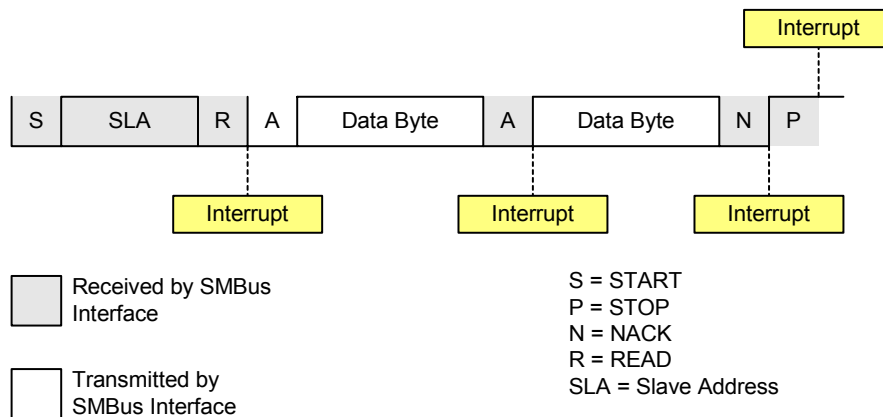 Interrupt
S SLA R A Data Byte A Data Byte N P
Interrupt Interrupt Interrupt
Received by SMBus
Interface
Transmitted by
SMBus Interface
S = START
P = STOP
N = NACK
R = READ
SLA = Slave Address